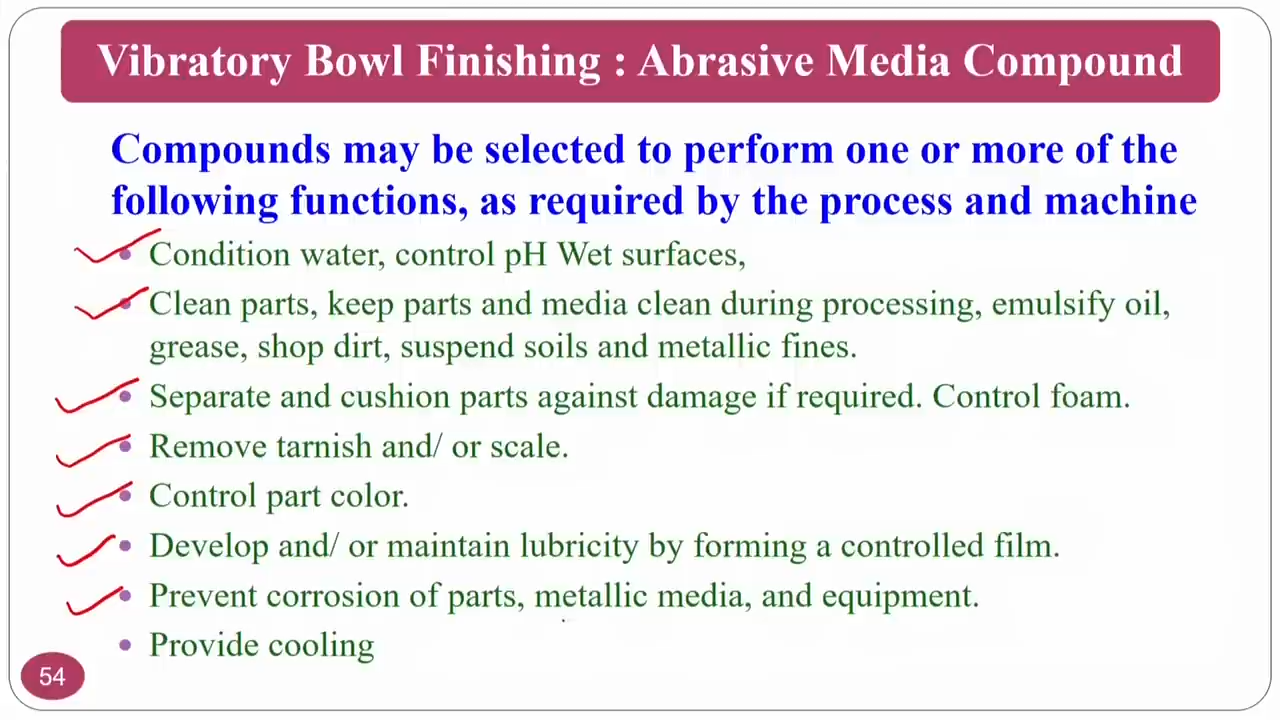 Vibratory Bowl Finishing : Abrasive Media Compound
Compounds may be selected to perform one or more of the
following functions, as required by the process and machine
• Condition water, control pH Wet surfaces,
• Clean parts, keep parts and media clean during processing, emulsify oil,
grease, shop dirt, suspend soils and metallic fines.
• Separate and cushion parts against damage if required. Control foam.
• Remove tarnish and/ or scale.
• Control part color.
• Develop and/ or maintain lubricity by forming a controlled film.
• Prevent corrosion of parts, metallic media, and equipment.
• Provide cooling
54